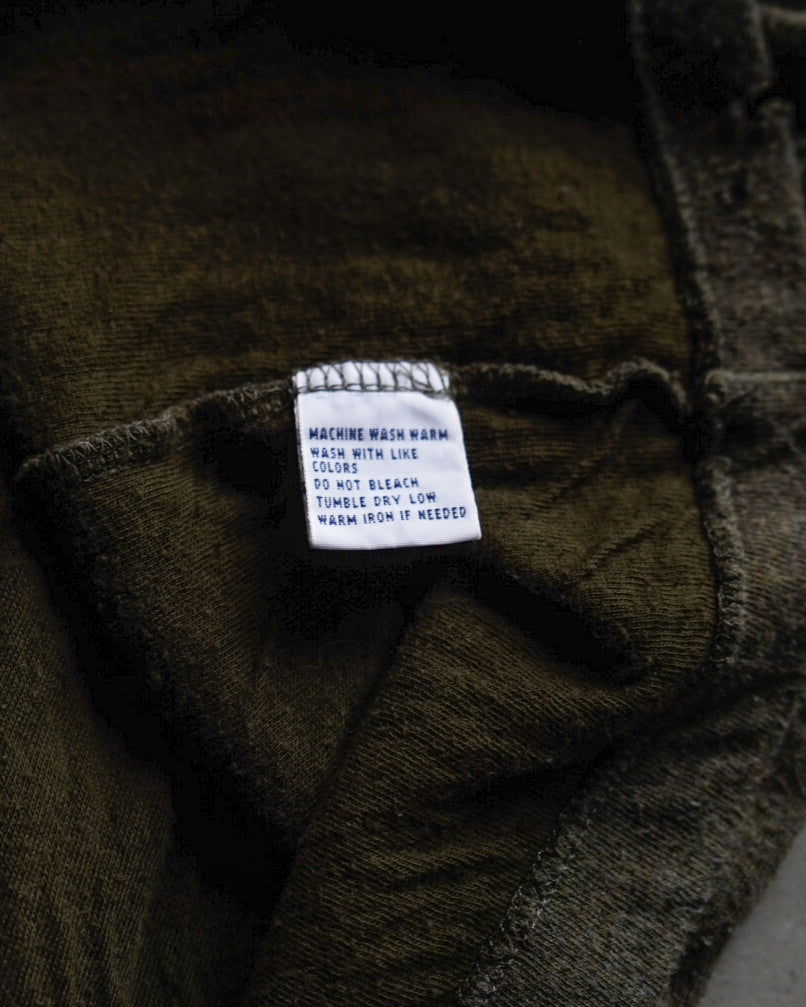 MACHINE WASH WARM
WASH WITH LIKE
COLORS
DO NOT BLEACH
TUMBLE DRY LOW
WARM IRON IF NEEDED